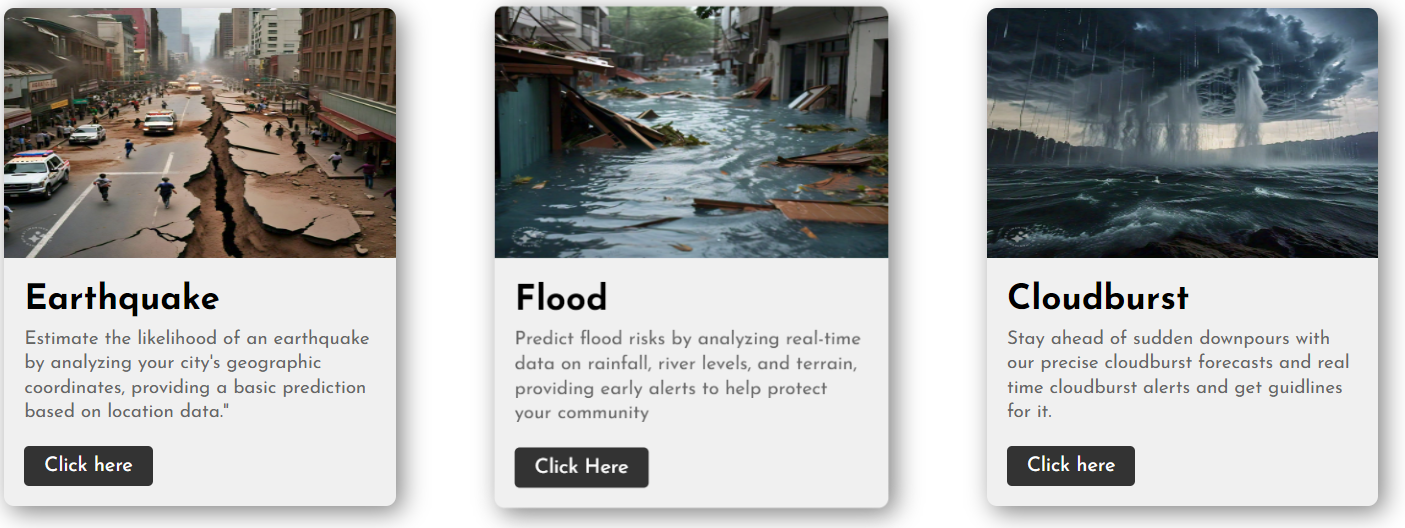 Earthquake
Estimate the likelihood of an earthquake
by analyzing your city's geographic
coordinates, providing a basic prediction
based on location data."
Click here
Flood
Predict flood risks by analyzing real-time
data on rainfall, river levels, and terrain,
providing early alerts to help protect
your community
Click Here
Cloudburst
Stay ahead of sudden downpours with
our precise cloudburst forecasts and real
time cloudburst alerts and get guidlines
for it.
Click here